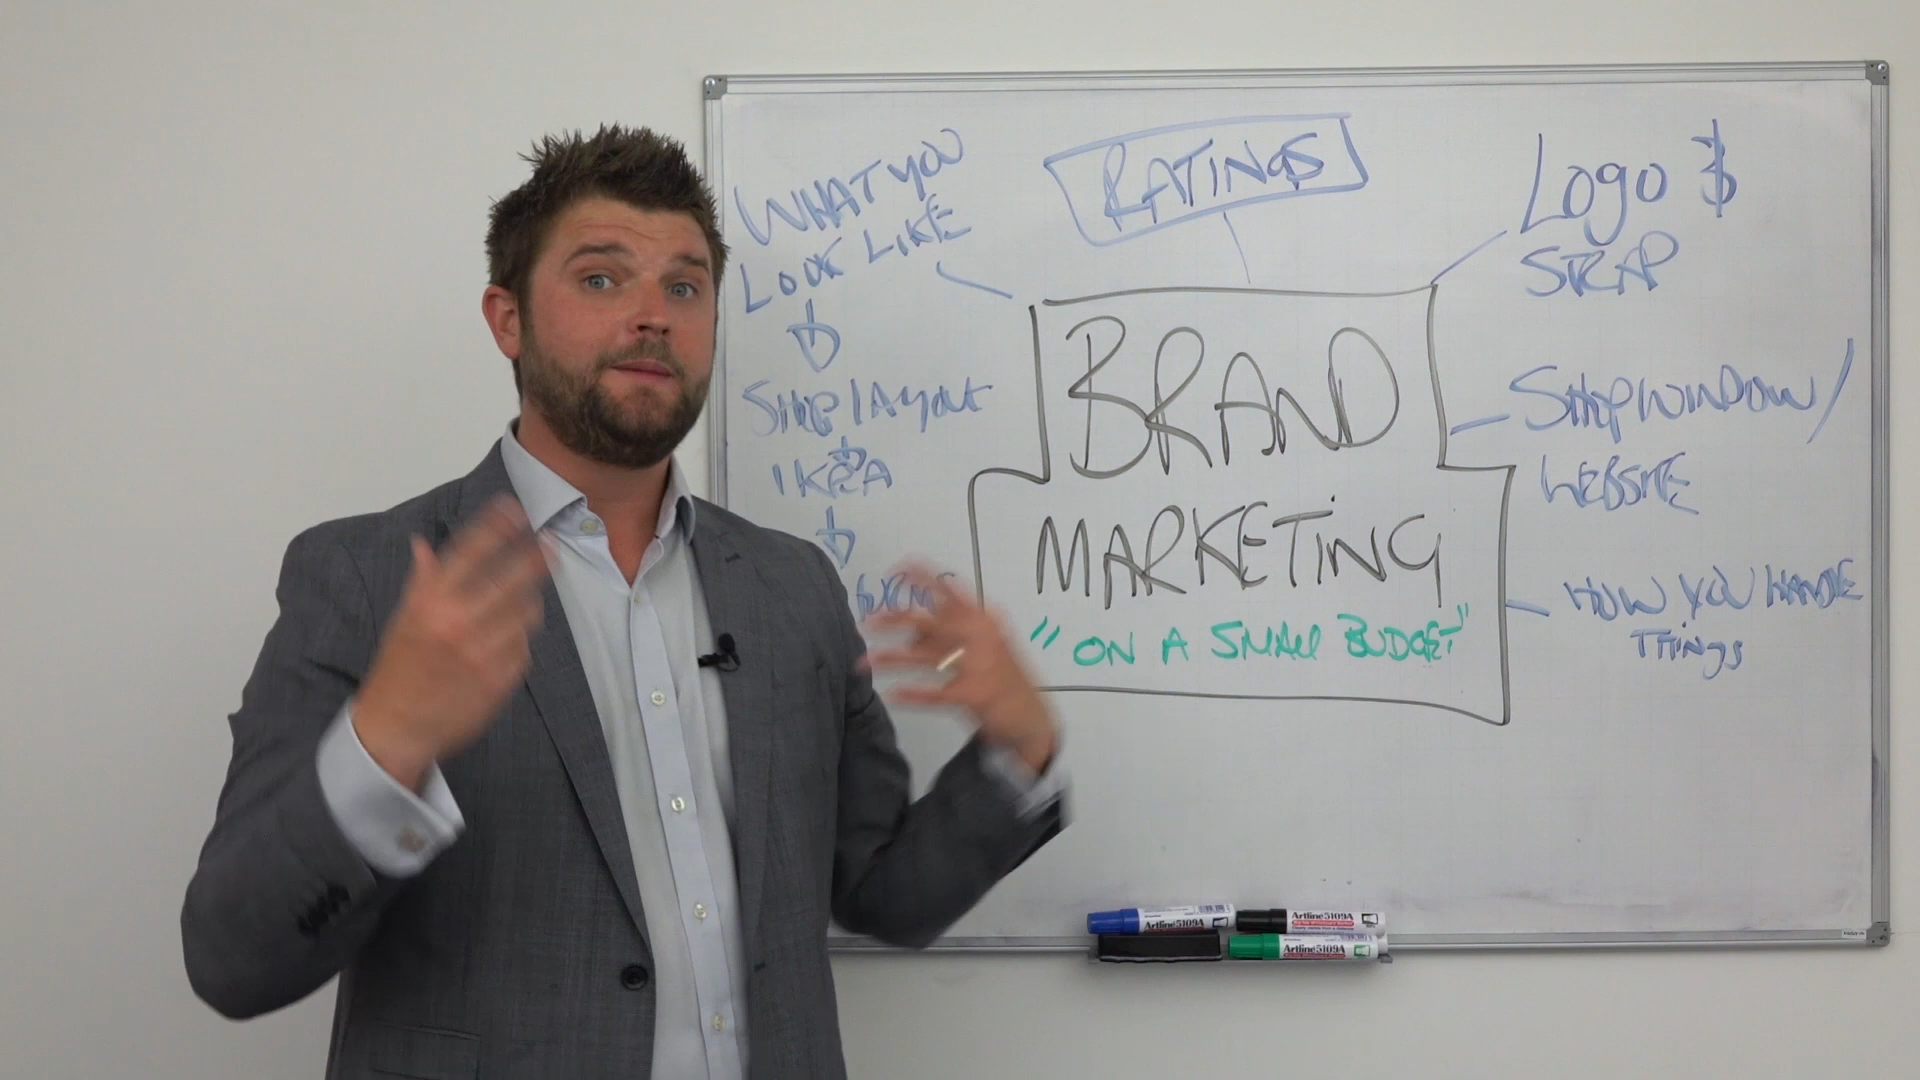 WHAT YOU
LOOK LIKE
SHOP LAYOUT
IKEA
RATINGS
BRAND
MARKETING
"ON A SMALL BUDGET"
LOGO &
STRAP
SHOP WINDOW /
WEBSITE
HOW YOU HANDLE
THINGS
Artline 5109A
Artline 5109A
Artline 5109A